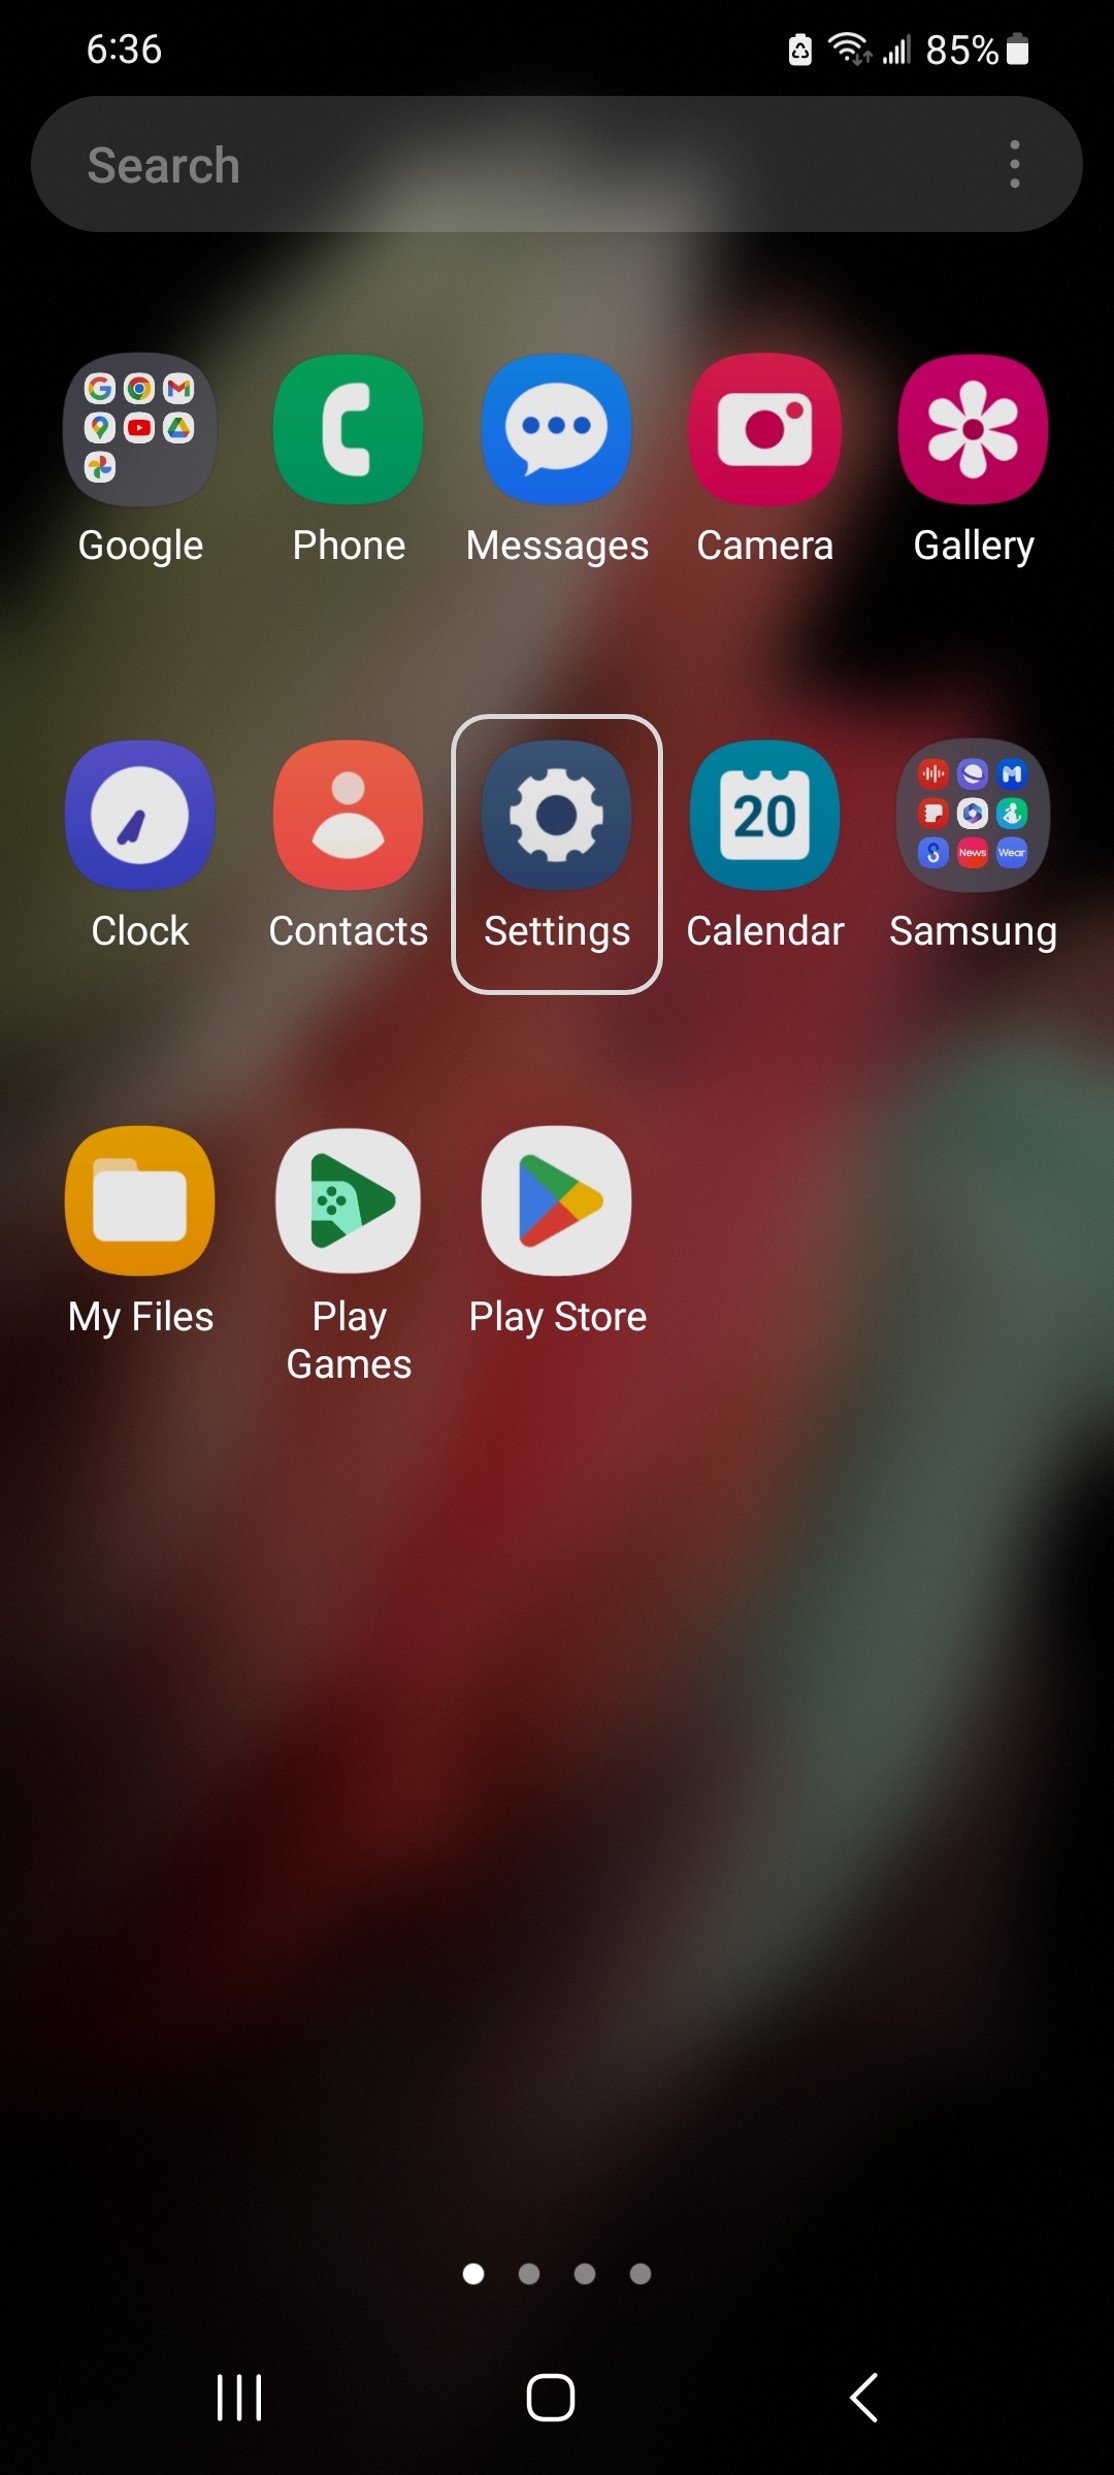 6:36 85%
Search
Google Phone Messages Camera Gallery
20
News Wear
Clock Contacts Settings Calendar Samsung
My Files Play Play Store
Games